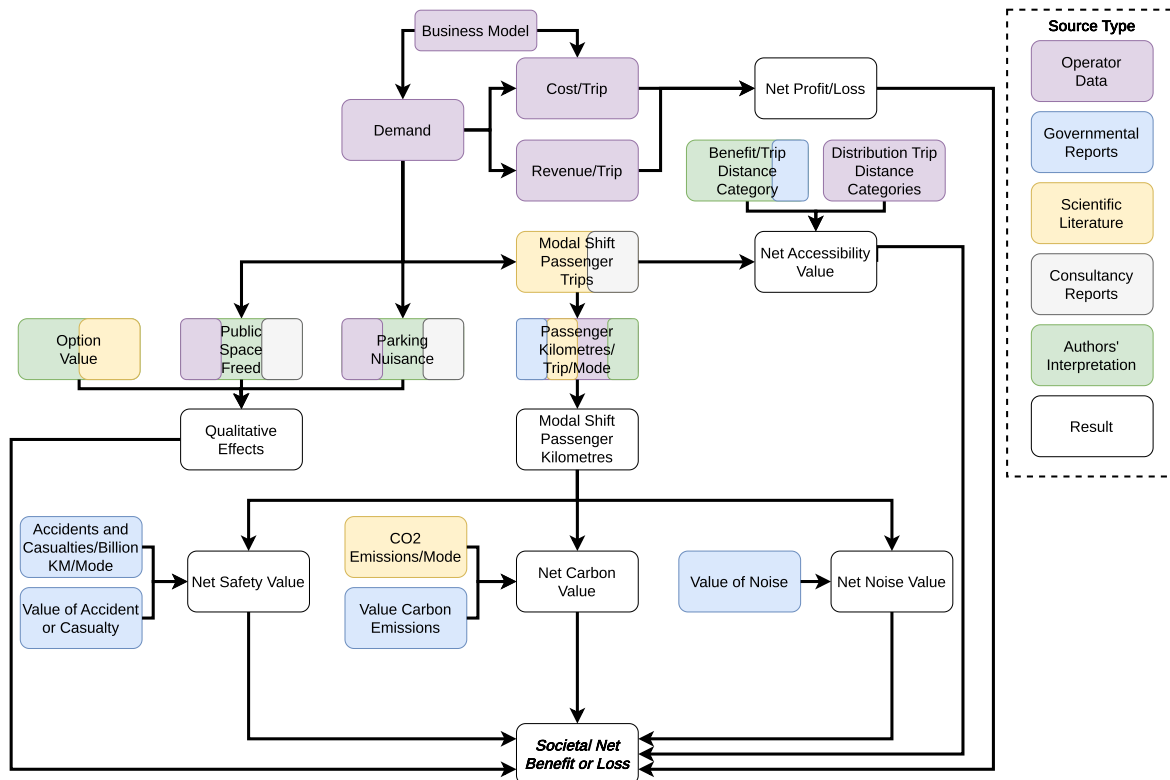 Business Model
Source Type
Operator
Data
Cost/Trip
Net Profit/Loss
Demand
Governmental
Reports
Benefit/Trip
Distance
Category
Distribution Trip
Distance
Categories
Revenue/Trip
Scientific
Literature
Modal Shift
Passenger
Trips
Net Accessibility
Value
Consultancy
Reports
Option
Value
Public
Space
Freed
Parking
Nuisance
Passenger
Kilometres/
Trip/Mode
Authors'
Interpretation
Qualitative
Effects
Modal Shift
Passenger
Kilometres
Result
Accidents and
Casualties/Billion
KM/Mode
CO2
Emissions/Mode
Net Safety Value
Net Carbon
Value
Value of Noise
Net Noise Value
Value of Accident
or Casualty
Value Carbon
Emissions
Societal Net
Benefit or Loss